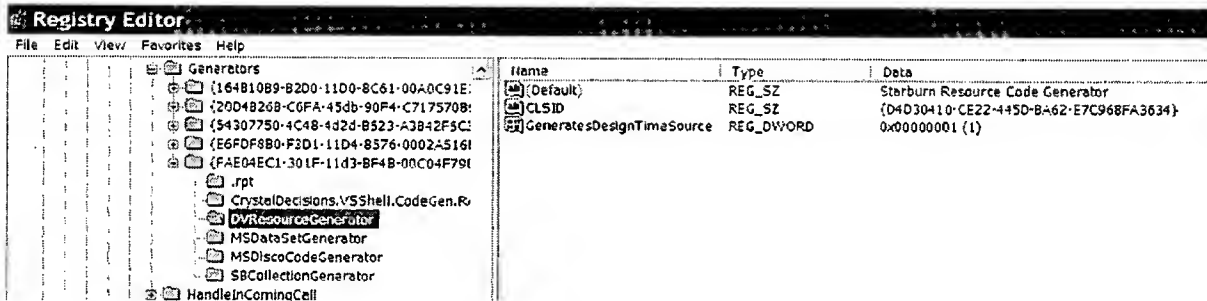 Registry Editor
File Edit View Favorites Help
Generators
{164B10B9-B2D0-11D0-8C61-00A0C91E:
{20D4B26B-C6FA-45db-90F4-C717570B:
{54307750-4C48-4d2d-B523-A3B42F5C:
{E6FDF8B0-F3D1-11D4-8576-0002A516
{FAE04EC1-301F-11d3-BF4B-00C04F79
.rpt
CrystalDecisions.VSShell.CodeGen.R
DVResourceGenerator
MSDataSetGenerator
MSDiscoCodeGenerator
SBCollectionGenerator
HandleInComingCall
Name Type Data
(Default) REG_SZ Starburn Resource Code Generator
CLSID REG_SZ {D4D30410-CE22-445D-BA62-E7C968FA3634}
GeneratesDesignTimeSource REG_DWORD 0x00000001 (1)